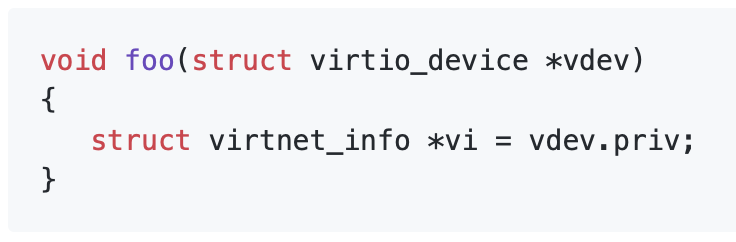 void foo(struct virtio_device *vdev)
{
   struct virtnet_info *vi = vdev.priv;
}